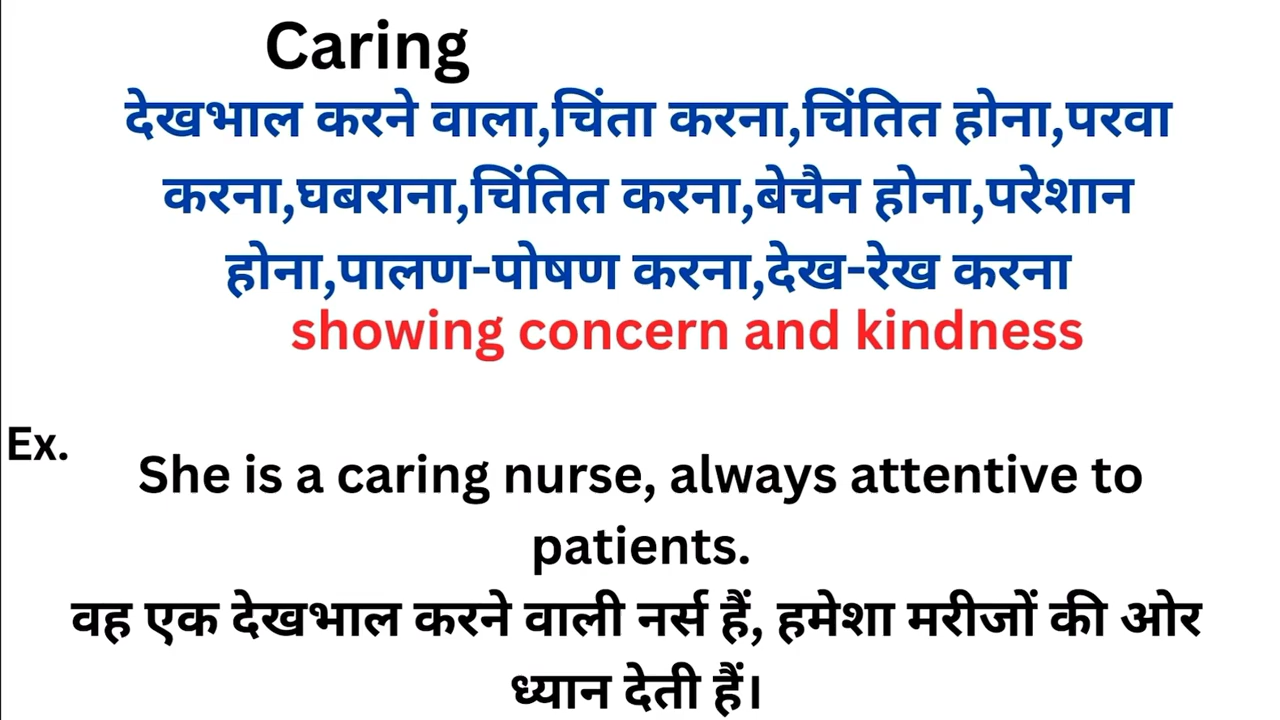 Caring
देखभाल करने वाला,चिंता करना,चिंतित होना,परवा
करना,घबराना,चिंतित करना,बेचैन होना,परेशान
होना,पालण-पोषण करना,देख-रेख करना
showing concern and kindness
Ex.
She is a caring nurse, always attentive to
patients.
वह एक देखभाल करने वाली नर्स हैं, हमेशा मरीजों की ओर
ध्यान देती हैं।